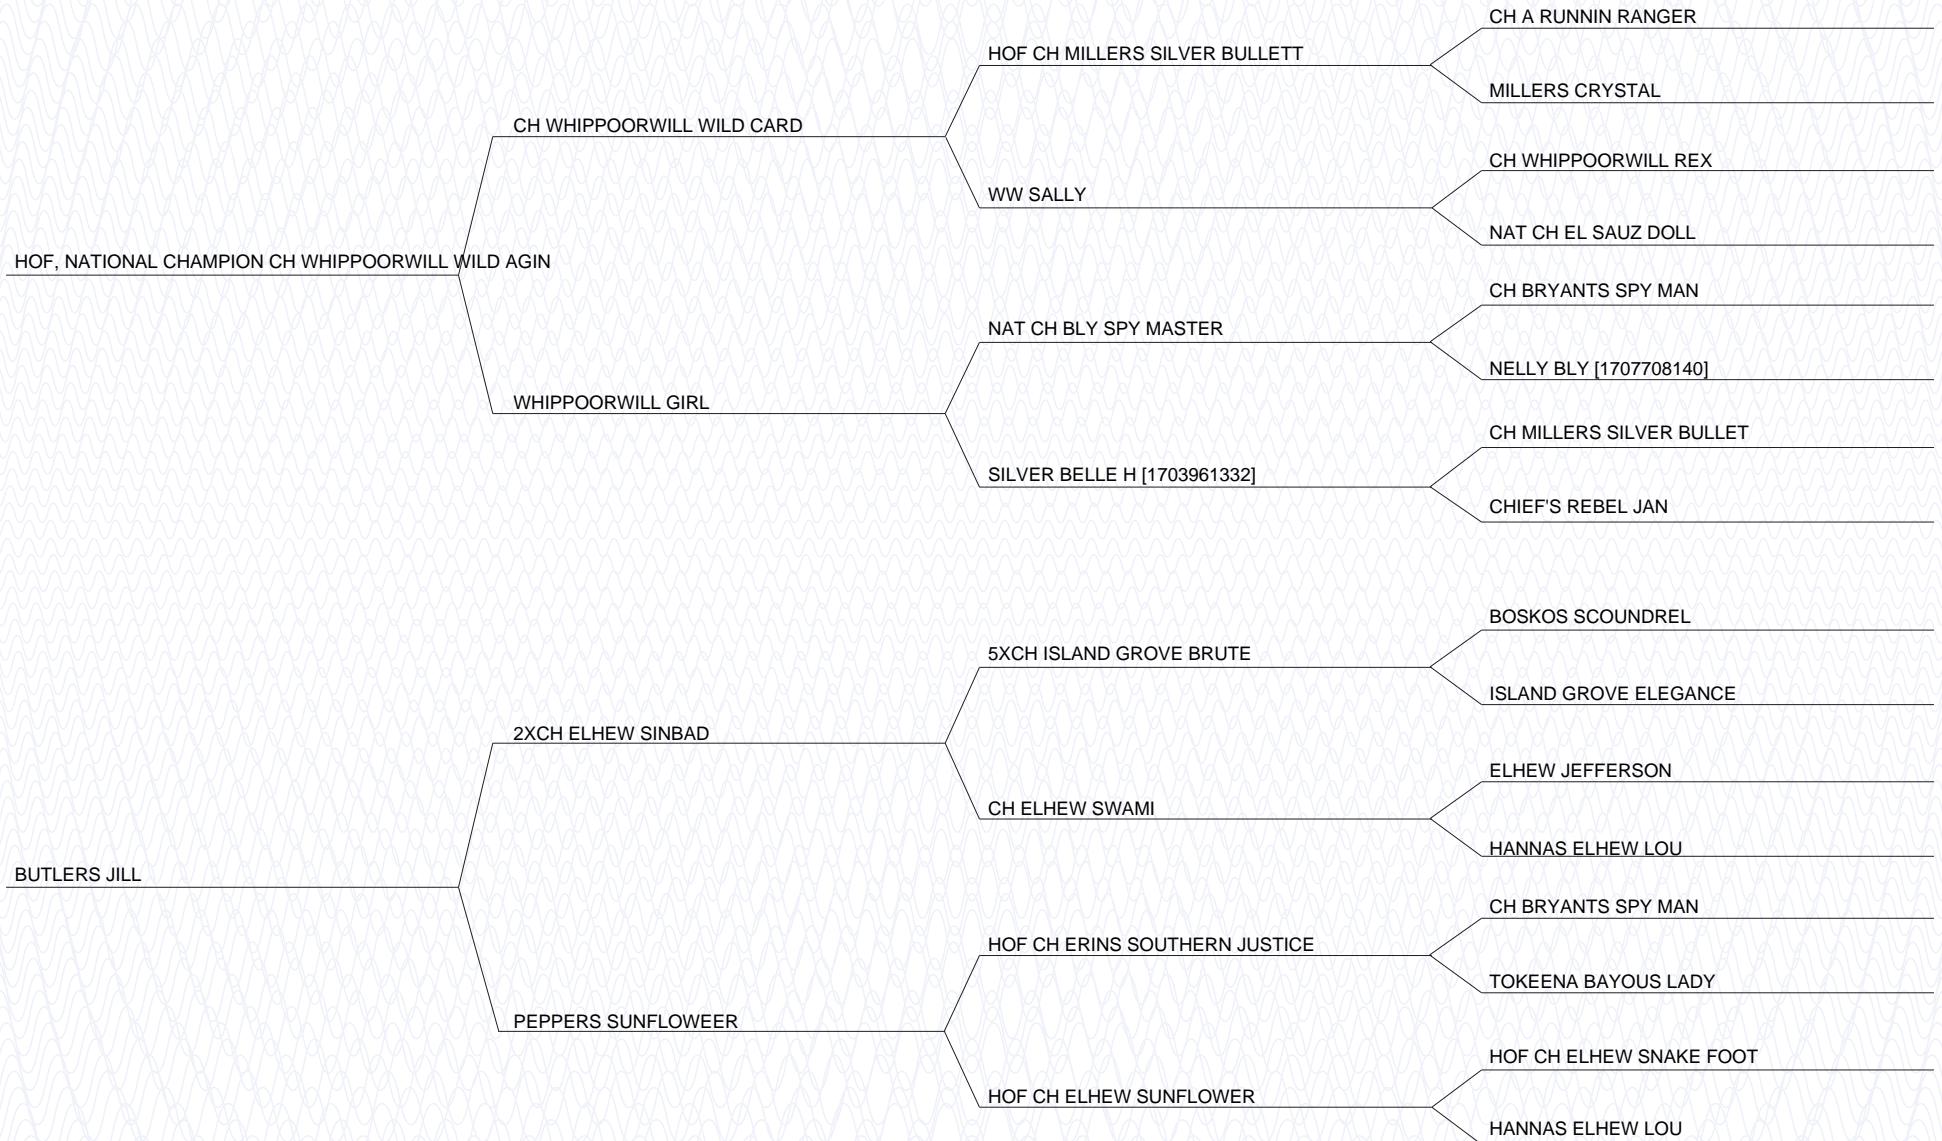 CH A RUNNIN RANGER
HOF CH MILLERS SILVER BULLETT
MILLERS CRYSTAL
CH WHIPPOORWILL WILD CARD
CH WHIPPOORWILL REX
WW SALLY
NAT CH EL SAUZ DOLL
HOF, NATIONAL CHAMPION CH WHIPPOORWILL WILD AGIN
CH BRYANTS SPY MAN
NAT CH BLY SPY MASTER
NELLY BLY [1707708140]
WHIPPOORWILL GIRL
CH MILLERS SILVER BULLET
SILVER BELLE H [1703961332]
CHIEF'S REBEL JAN
BOSKOS SCOUNDREL
5XCH ISLAND GROVE BRUTE
ISLAND GROVE ELEGANCE
2XCH ELHEW SINBAD
ELHEW JEFFERSON
CH ELHEW SWAMI
HANNAS ELHEW LOU
BUTLERS JILL
CH BRYANTS SPY MAN
HOF CH ERINS SOUTHERN JUSTICE
TOKEENA BAYOUS LADY
PEPPERS SUNFLOWEER
HOF CH ELHEW SNAKE FOOT
HOF CH ELHEW SUNFLOWER
HANNAS ELHEW LOU